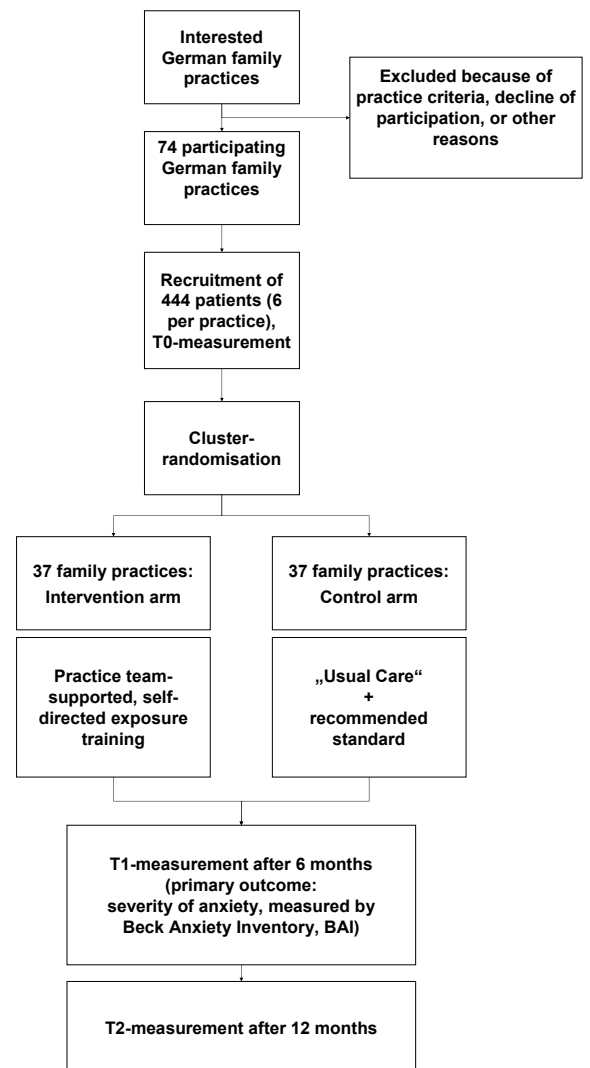 Interested
German family
practices
Excluded because of
practice criteria, decline of
participation, or other
reasons
74 participating
German family
practices
Recruitment of
444 patients (6
per practice),
T0-measurement
Cluster-
randomisation
37 family practices:
Intervention arm
37 family practices:
Control arm
Practice team-
supported, self-
directed exposure
training
„Usual Care“
+
recommended
standard
T1-measurement after 6 months
(primary outcome:
severity of anxiety, measured by
Beck Anxiety Inventory, BAI)
T2-measurement after 12 months